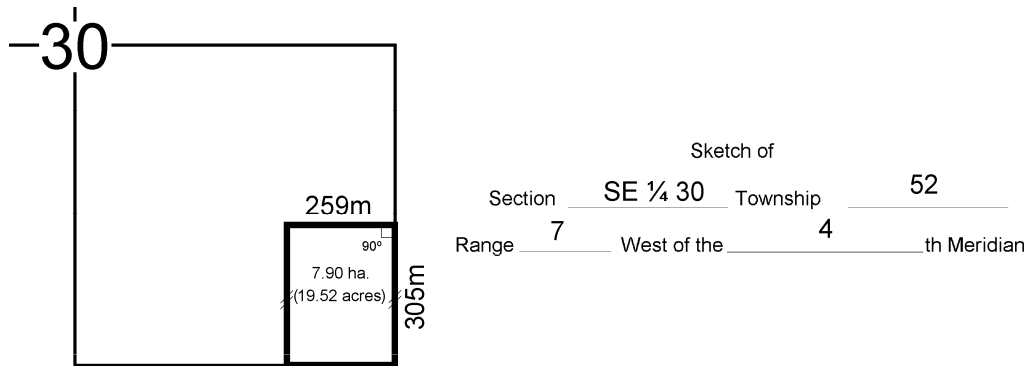 30
259m
90º
7.90 ha.
(19.52 acres)
305m
Sketch of
Section SE ¼ 30 Township 52
Range 7 West of the 4 th Meridian